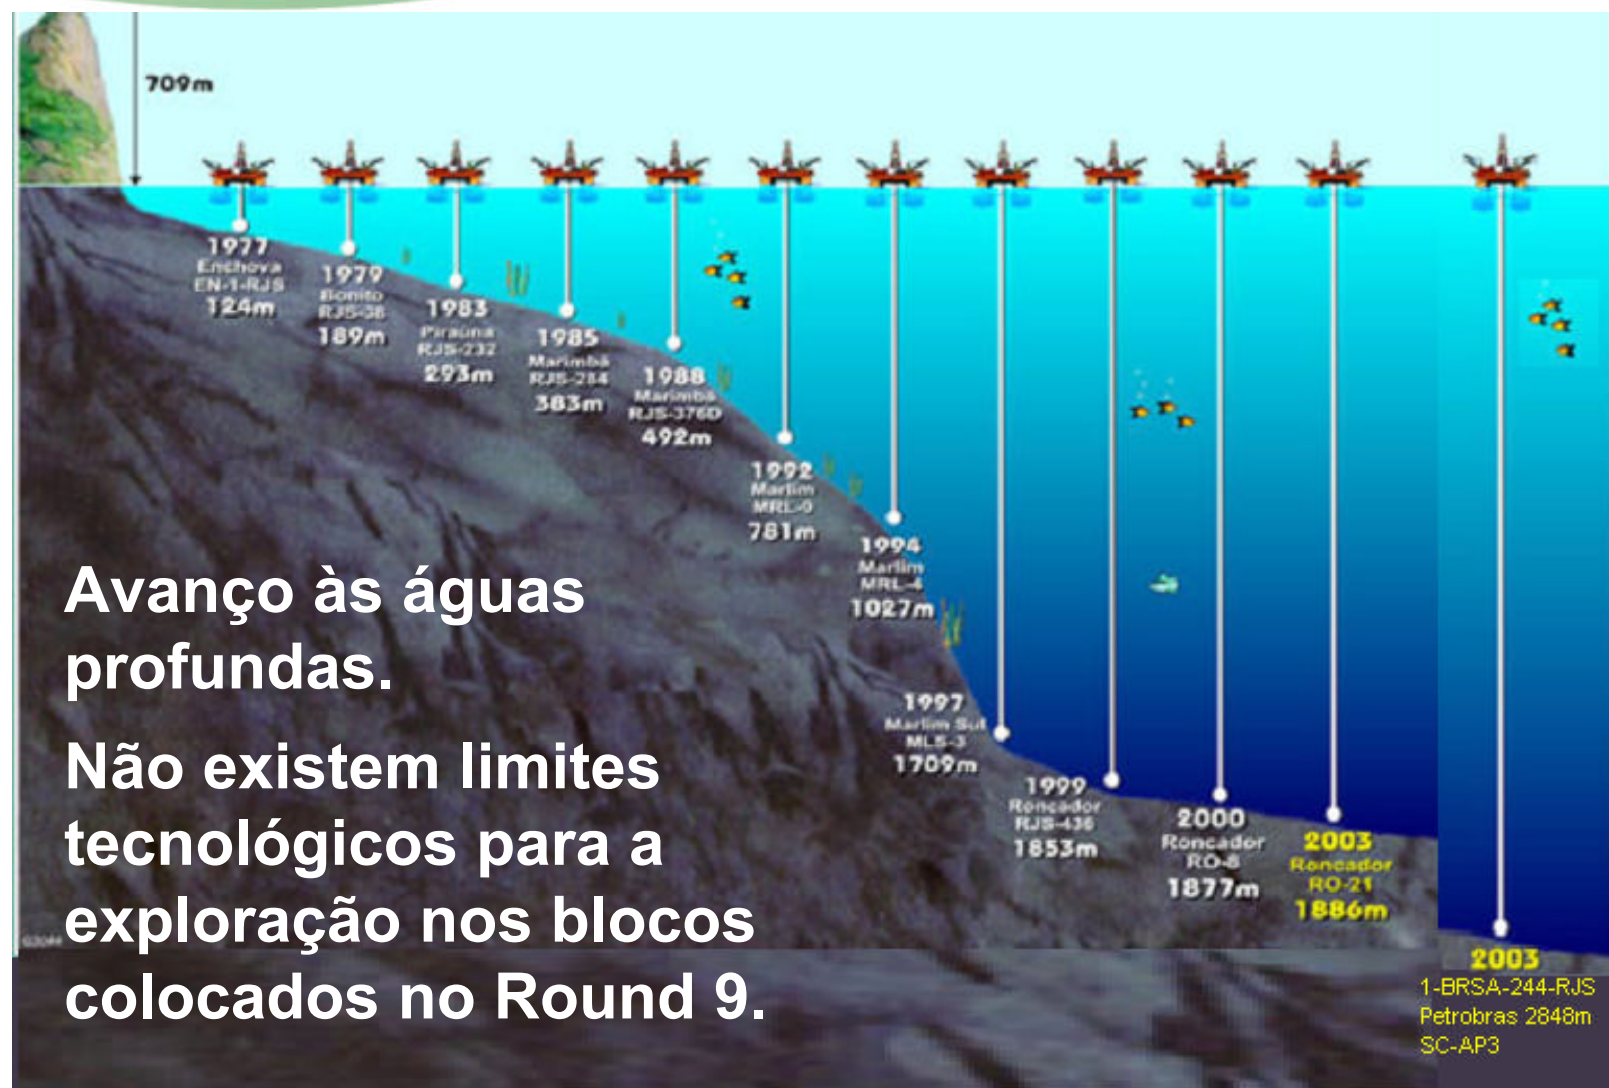 709m
1977
Enchova
EN-1-RJS
124m
1979
Bonito
RJS-38
189m
1983
Piraúna
RJS-232
293m
1985
Marimbá
RJS-284
383m
1988
Marimbá
RJS-376D
492m
1992
Marlim
MRL-9
781m
1994
Marlim
MRL-4
1027m
1997
Marlim Sul
MLS-3
1709m
1999
Roncador
RJS-436
1853m
2000
Roncador
RO-8
1877m
2003
Roncador
RO-21
1886m
2003
1-BRSA-244-RJS
Petrobras 2848m
SC-AP3
Avanço às águas
profundas.
Não existem limites
tecnológicos para a
exploração nos blocos
colocados no Round 9.